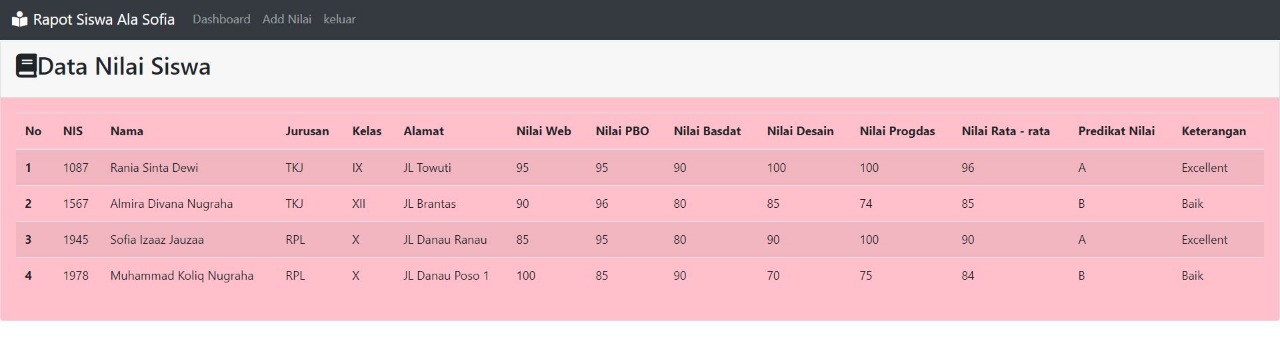 Rapot Siswa Ala Sofia Dashboard Add Nilai keluar
Data Nilai Siswa
No NIS Nama Jurusan Kelas Alamat Nilai Web Nilai PBO Nilai Basdat Nilai Desain Nilai Progdas Nilai Rata - rata Predikat Nilai Keterangan
1 1087 Rania Sinta Dewi TKJ IX JL Towuti 95 95 90 100 100 96 A Excellent
2 1567 Almira Divana Nugraha TKJ XII JL Brantas 90 96 80 85 74 85 B Baik
3 1945 Sofia Izaaz Jauzaa RPL X JL Danau Ranau 85 95 80 90 100 90 A Excellent
4 1978 Muhammad Koliq Nugraha RPL X JL Danau Poso 1 100 85 90 70 75 84 B Baik